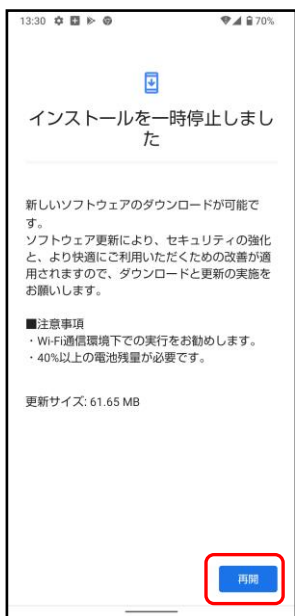 13:30 70%
インストールを一時停止しまし
た
新しいソフトウェアのダウンロードが可能で
す。
ソフトウェア更新により、セキュリティの強化
と、より快適にご利用いただくための改善が適
用されますので、ダウンロードと更新の実施を
お願いします。
■注意事項
・Wi-Fi通信環境下での実行をお勧めします。
・40%以上の電池残量が必要です。
更新サイズ: 61.65 MB
再開